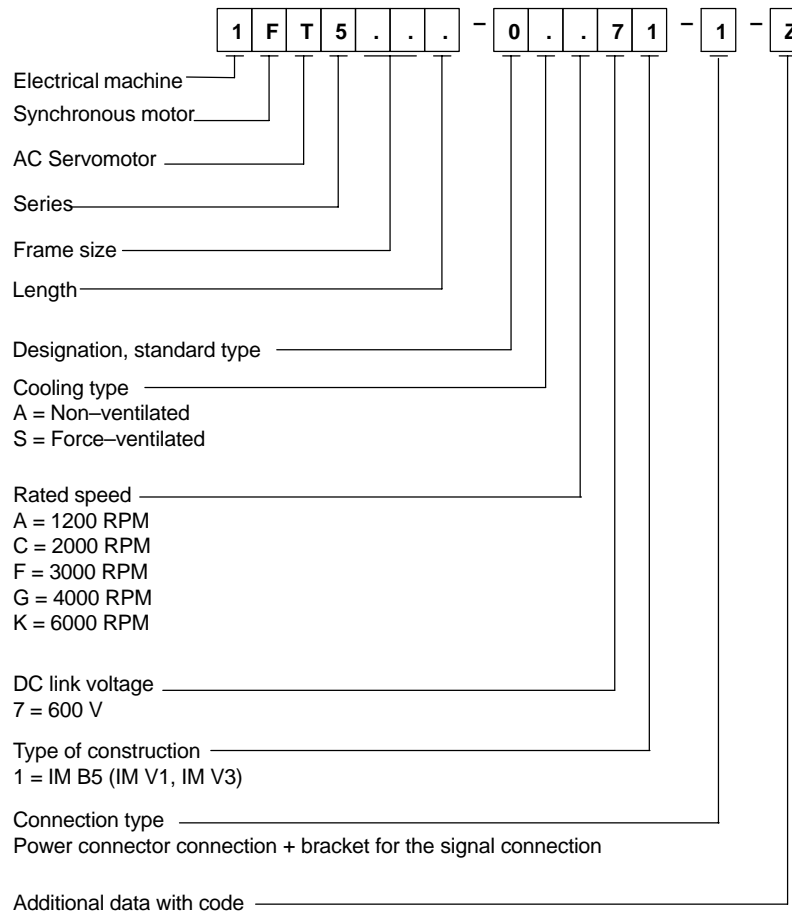 1 F T 5 . . . – 0 . . 7 1 – 1 – Z
Electrical machine
Synchronous motor
AC Servomotor
Series
Frame size
Length
Designation, standard type
Cooling type
A = Non–ventilated
S = Force–ventilated
Rated speed
A = 1200 RPM
C = 2000 RPM
F = 3000 RPM
G = 4000 RPM
K = 6000 RPM
DC link voltage
7 = 600 V
Type of construction
1 = IM B5 (IM V1, IM V3)
Connection type
Power connector connection + bracket for the signal connection
Additional data with code